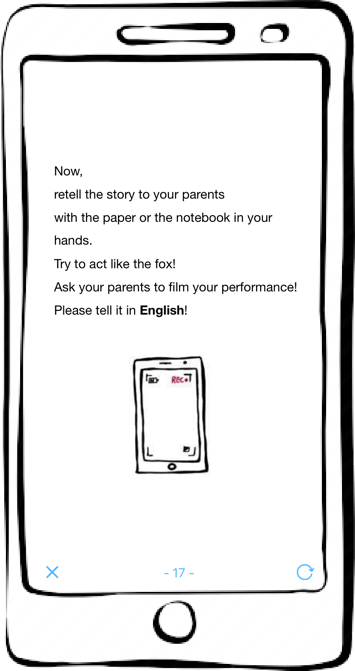 Now,
retell the story to your parents
with the paper or the notebook in your
hands.
Try to act like the fox!
Ask your parents to film your performance!
Please tell it in English!
REC
- 17 -